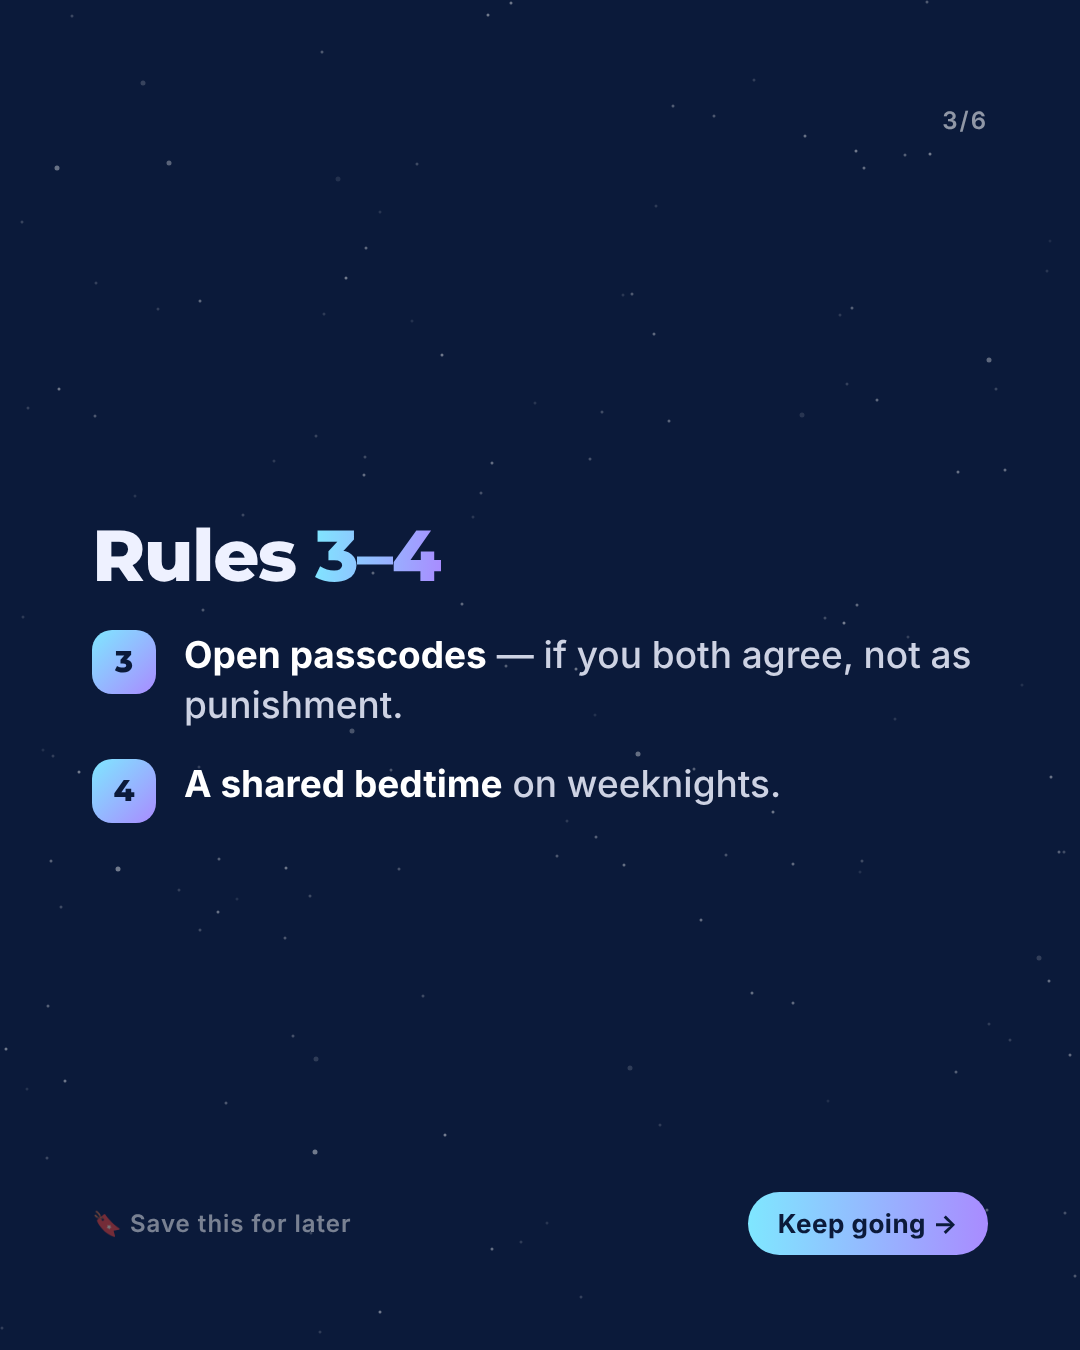 3/6
Rules 3–4
3 Open passcodes — if you both agree, not as
punishment.
4 A shared bedtime on weeknights.
🔖 Save this for later
Keep going →